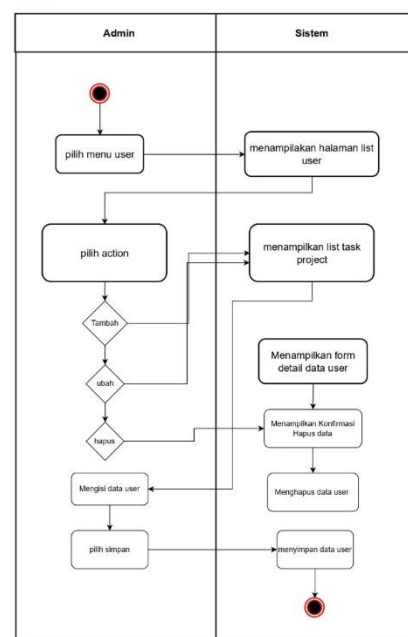 Admin
Sistem
pilih menu user
menampilakan halaman list
user
pilih action
menampilkan list task
project
Tambah
Menampilkan form
detail data user
ubah
hapus
Menampilkan Konfirmasi
Hapus data
Mengisi data user
Menghapus data user
pilih simpan
menyimpan data user